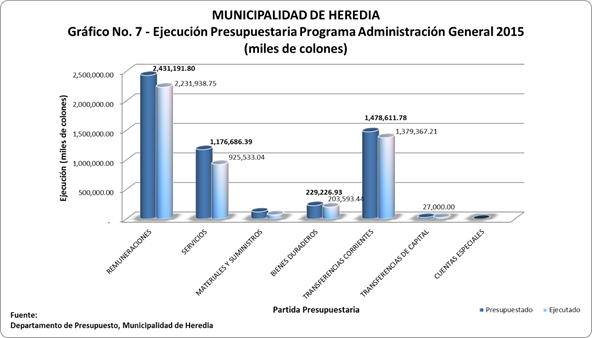 MUNICIPALIDAD DE HEREDIA
Gráfico No. 7 - Ejecución Presupuestaria Programa Administración General 2015
(miles de colones)
Ejecución (miles de colones)
2,500,000.00
2,000,000.00
1,500,000.00
1,000,000.00
500,000.00
-
2,431,191.80
2,231,938.75
1,176,686.39
925,533.04
229,226.93
203,593.44
1,478,611.78
1,379,367.21
27,000.00
REMUNERACIONES
SERVICIOS
MATERIALES Y SUMINISTROS
BIENES DURADEROS
TRANSFERENCIAS CORRIENTES
TRANSFERENCIAS DE CAPITAL
CUENTAS ESPECIALES
Partida Presupuestaria
Presupuestado
Ejecutado
Fuente:
Departamento de Presupuesto, Municipalidad de Heredia